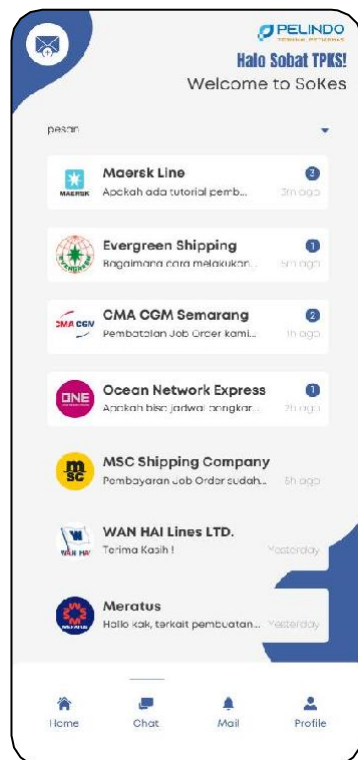 PELINDO
Halo Sobat TPKS!
Welcome to SoKes
pesan
Maersk Line
3
MAERSK
Apakah ada tutorial pemb...
3m ago
Evergreen Shipping
1
EVERGREEN
Bagaimana cara melakukan...
CMA CGM Semarang
2
CMA CGM
Pembatalan Job Order kami...
1h ago
Ocean Network Express
1
ONE
Apakah bisa jadwal bongkar...
2h ago
MSC Shipping Company
m
sc
Pembayaran Job Order sudah...
5h ago
WAN HAI Lines LTD.
W
WAN HAI
Terima Kasih !
Yesterday
Meratus
MERATUS
Hallo kak, terkait pembuatan...
Yesterday
Home
Chat
Mail
Profile